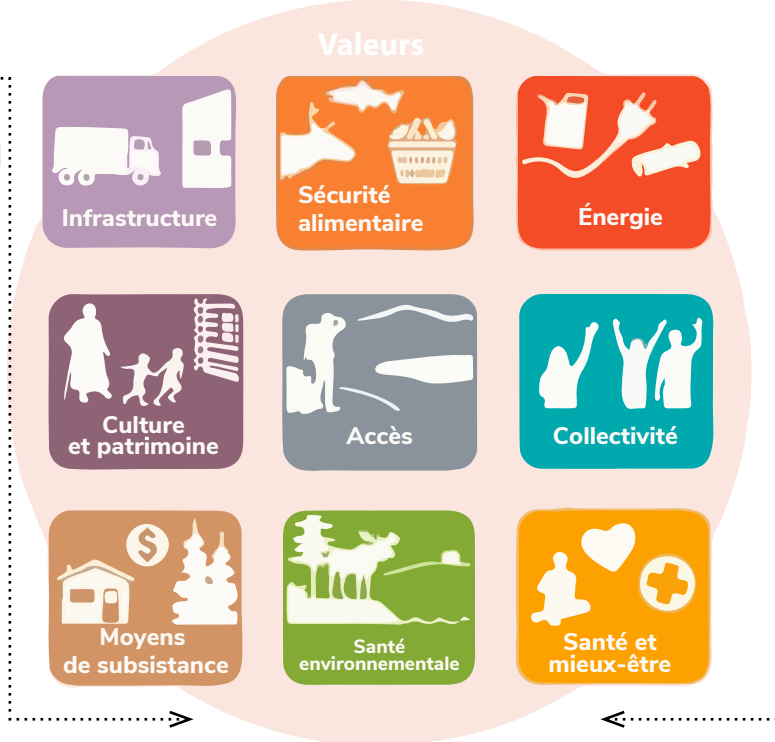 Valeurs
Infrastructure
Sécurité
alimentaire
Énergie
Culture
et patrimoine
Accès
Collectivité
Moyens
de subsistance
Santé
environnementale
Santé et
mieux-être